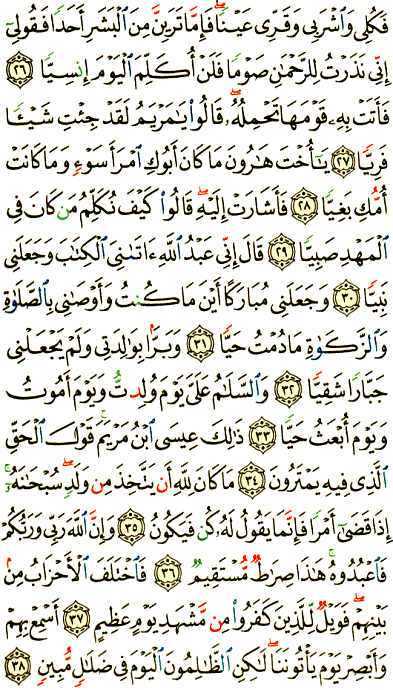 فَكُلِى وَٱشْرَبِى وَقَرِّى عَيْنًاۖ فَإِمَّا تَرَيِنَّ مِنَ ٱلْبَشَرِ أَحَدًا فَقُولِىٓ
إِنِّى نَذَرْتُ لِلرَّحْمَٰنِ صَوْمًا فَلَنْ أُكَلِّمَ ٱلْيَوْمَ إِنسِيًّا ٢٦
فَأَتَتْ بِهِۦ قَوْمَهَا تَحْمِلُهُۥۖ قَالُوا۟ يَٰمَرْيَمُ لَقَدْ جِئْتِ شَيْـًٔا
فَرِيًّا ٢٧ يَٰٓأُخْتَ هَٰرُونَ مَا كَانَ أَبُوكِ ٱمْرَأَ سَوْءٍ وَمَا كَانَتْ
أُمُّكِ بَغِيًّا ٢٨ فَأَشَارَتْ إِلَيْهِۖ قَالُوا۟ كَيْفَ نُكَلِّمُ مَن كَانَ فِى
ٱلْمَهْدِ صَبِيًّا ٢٩ قَالَ إِنِّى عَبْدُ ٱللَّهِ ءَاتَىٰنِىَ ٱلْكِتَٰبَ وَجَعَلَنِى
نَبِيًّا ٣٠ وَجَعَلَنِى مُبَارَكًا أَيْنَ مَا كُنتُ وَأَوْصَٰنِى بِٱلصَّلَوٰةِ
وَٱلزَّكَوٰةِ مَا دُمْتُ حَيًّا ٣١ وَبَرًّۢا بِوَٰلِدَتِى وَلَمْ يَجْعَلْنِى
جَبَّارًا شَقِيًّا ٣٢ وَٱلسَّلَٰمُ عَلَىَّ يَوْمَ وُلِدتُّ وَيَوْمَ أَمُوتُ
وَيَوْمَ أُبْعَثُ حَيًّا ٣٣ ذَٰلِكَ عِيسَى ٱبْنُ مَرْيَمَۚ قَوْلَ ٱلْحَقِّ
ٱلَّذِى فِيهِ يَمْتَرُونَ ٣٤ مَا كَانَ لِلَّهِ أَن يَتَّخِذَ مِن وَلَدٍۖ سُبْحَٰنَهُۥٓۚ
إِذَا قَضَىٰٓ أَمْرًا فَإِنَّمَا يَقُولُ لَهُۥ كُن فَيَكُونُ ٣٥ وَإِنَّ ٱللَّهَ رَبِّى وَرَبُّكُمْ
فَٱعْبُدُوهُۚ هَٰذَا صِرَٰطٌ مُّسْتَقِيمٌ ٣٦ فَٱخْتَلَفَ ٱلْأَحْزَابُ مِنۢ
بَيْنِهِمْۖ فَوَيْلٌ لِّلَّذِينَ كَفَرُوا۟ مِن مَّشْهَدِ يَوْمٍ عَظِيمٍ ٣٧ أَسْمِعْ بِهِمْ
وَأَبْصِرْ يَوْمَ يَأْتُونَنَاۖ لَٰكِنِ ٱلظَّٰلِمُونَ ٱلْيَوْمَ فِى ضَلَٰلٍ مُّبِينٍ ٣٨